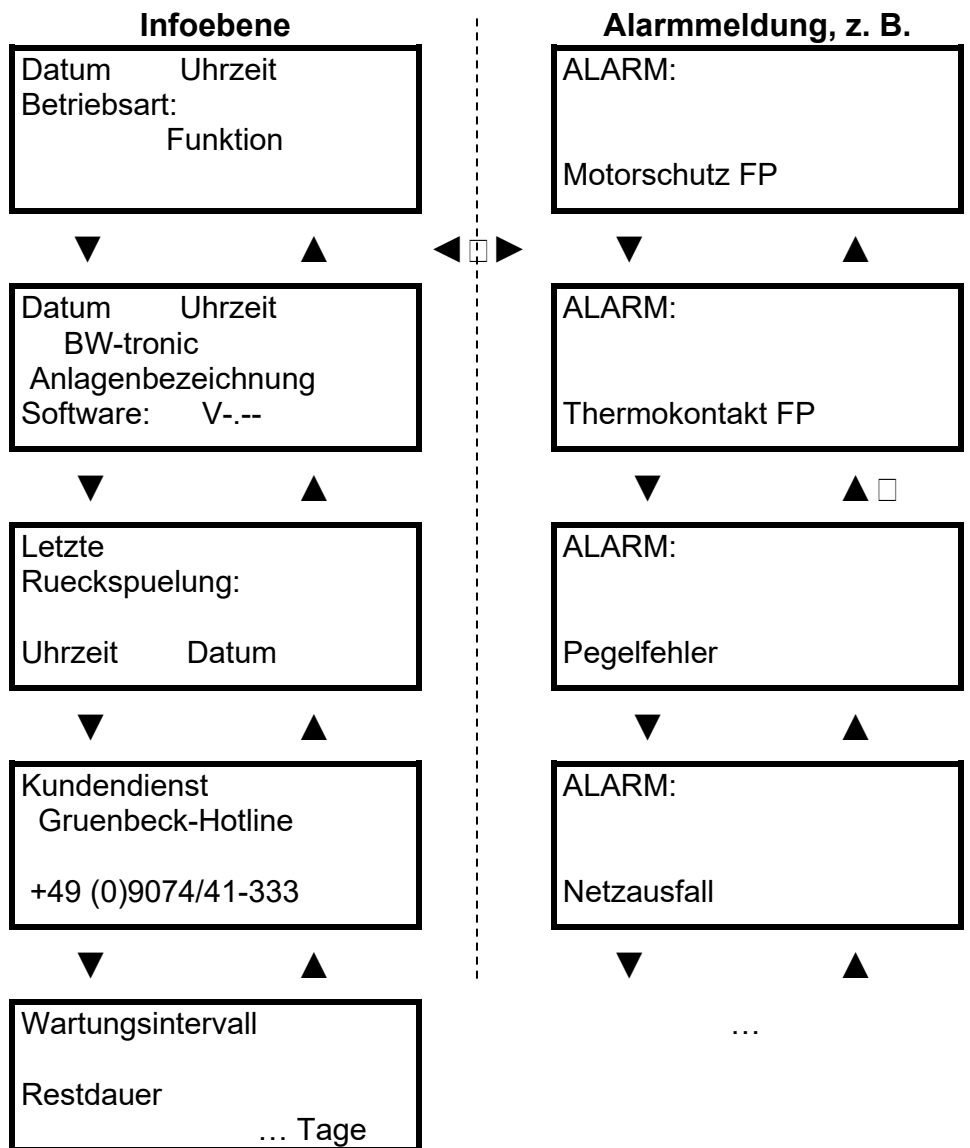 Infoebene
Datum Uhrzeit
Betriebsart:
Funktion
▼ ▲
Datum Uhrzeit
BW-tronic
Anlagenbezeichnung
Software: V-.--
▼ ▲
Letzte
Rueckspuelung:
Uhrzeit Datum
▼ ▲
Kundendienst
Gruenbeck-Hotline
+49 (0)9074/41-333
▼ ▲
Wartungsintervall
Restdauer
… Tage
◄ ►
Alarmmeldung, z. B.
ALARM:
Motorschutz FP
▼ ▲
ALARM:
Thermokontakt FP
▼ ▲
ALARM:
Pegelfehler
▼ ▲
ALARM:
Netzausfall
▼ ▲
…